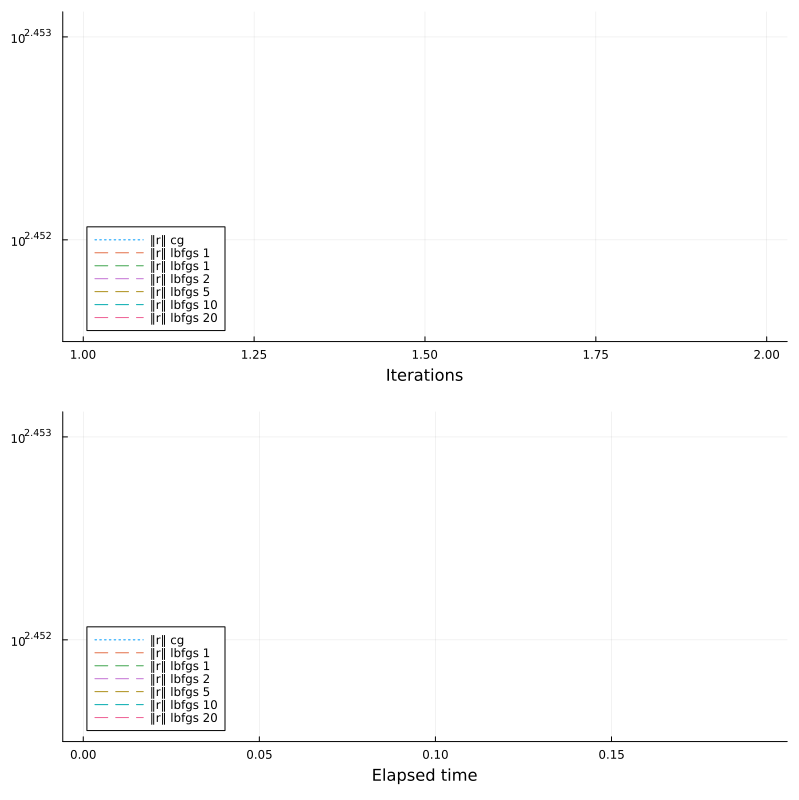 10^2.453
10^2.452
‖r‖ cg
‖r‖ lbfgs 1
‖r‖ lbfgs 1
‖r‖ lbfgs 2
‖r‖ lbfgs 5
‖r‖ lbfgs 10
‖r‖ lbfgs 20
1.00 1.25 1.50 1.75 2.00
Iterations
10^2.453
10^2.452
‖r‖ cg
‖r‖ lbfgs 1
‖r‖ lbfgs 1
‖r‖ lbfgs 2
‖r‖ lbfgs 5
‖r‖ lbfgs 10
‖r‖ lbfgs 20
0.00 0.05 0.10 0.15
Elapsed time